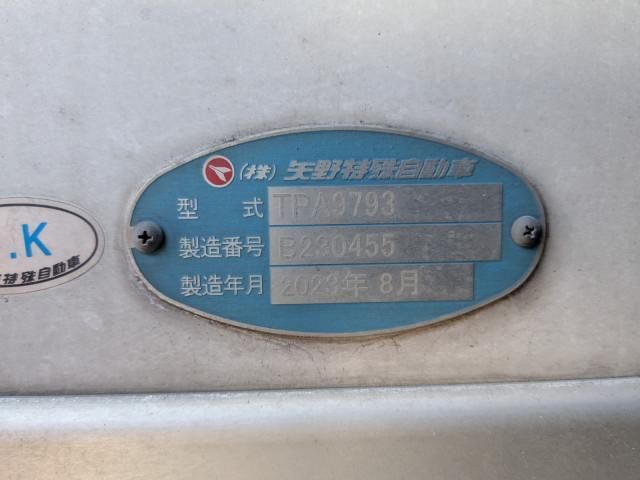 (株) 矢野特殊自動車
型式 TPA9793
製造番号 B230455
製造年月 2023年 8月
.K
特殊自動車